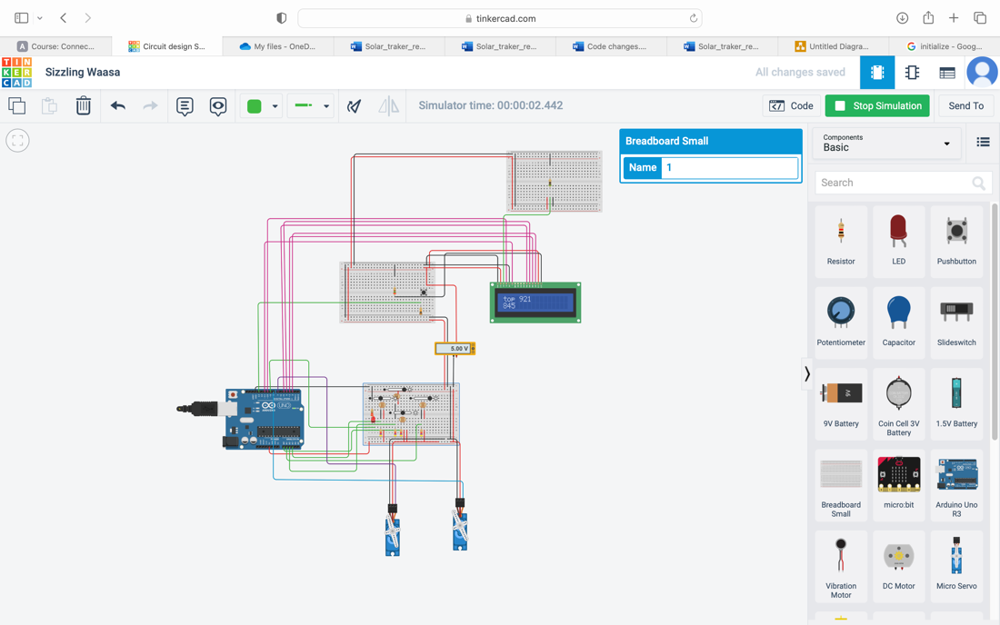 tinkercad.com
Course: Connec...
Circuit design S...
My files - OneD...
Solar_traker_re...
Solar_traker_re...
Code changes....
Solar_traker_re...
Untitled Diagra...
initialize - Goog...
TIN
KER
CAD
Sizzling Waasa
All changes saved
Simulator time: 00:00:02.442
Code
Stop Simulation
Send To
Breadboard Small
Name 1
Components
Basic
Search
Resistor
LED
Pushbutton
Potentiometer
Capacitor
Slideswitch
9V Battery
Coin Cell 3V Battery
1.5V Battery
Breadboard Small
micro:bit
Arduino Uno R3
Vibration Motor
DC Motor
Micro Servo
top 921
845
5.00 V
UNO